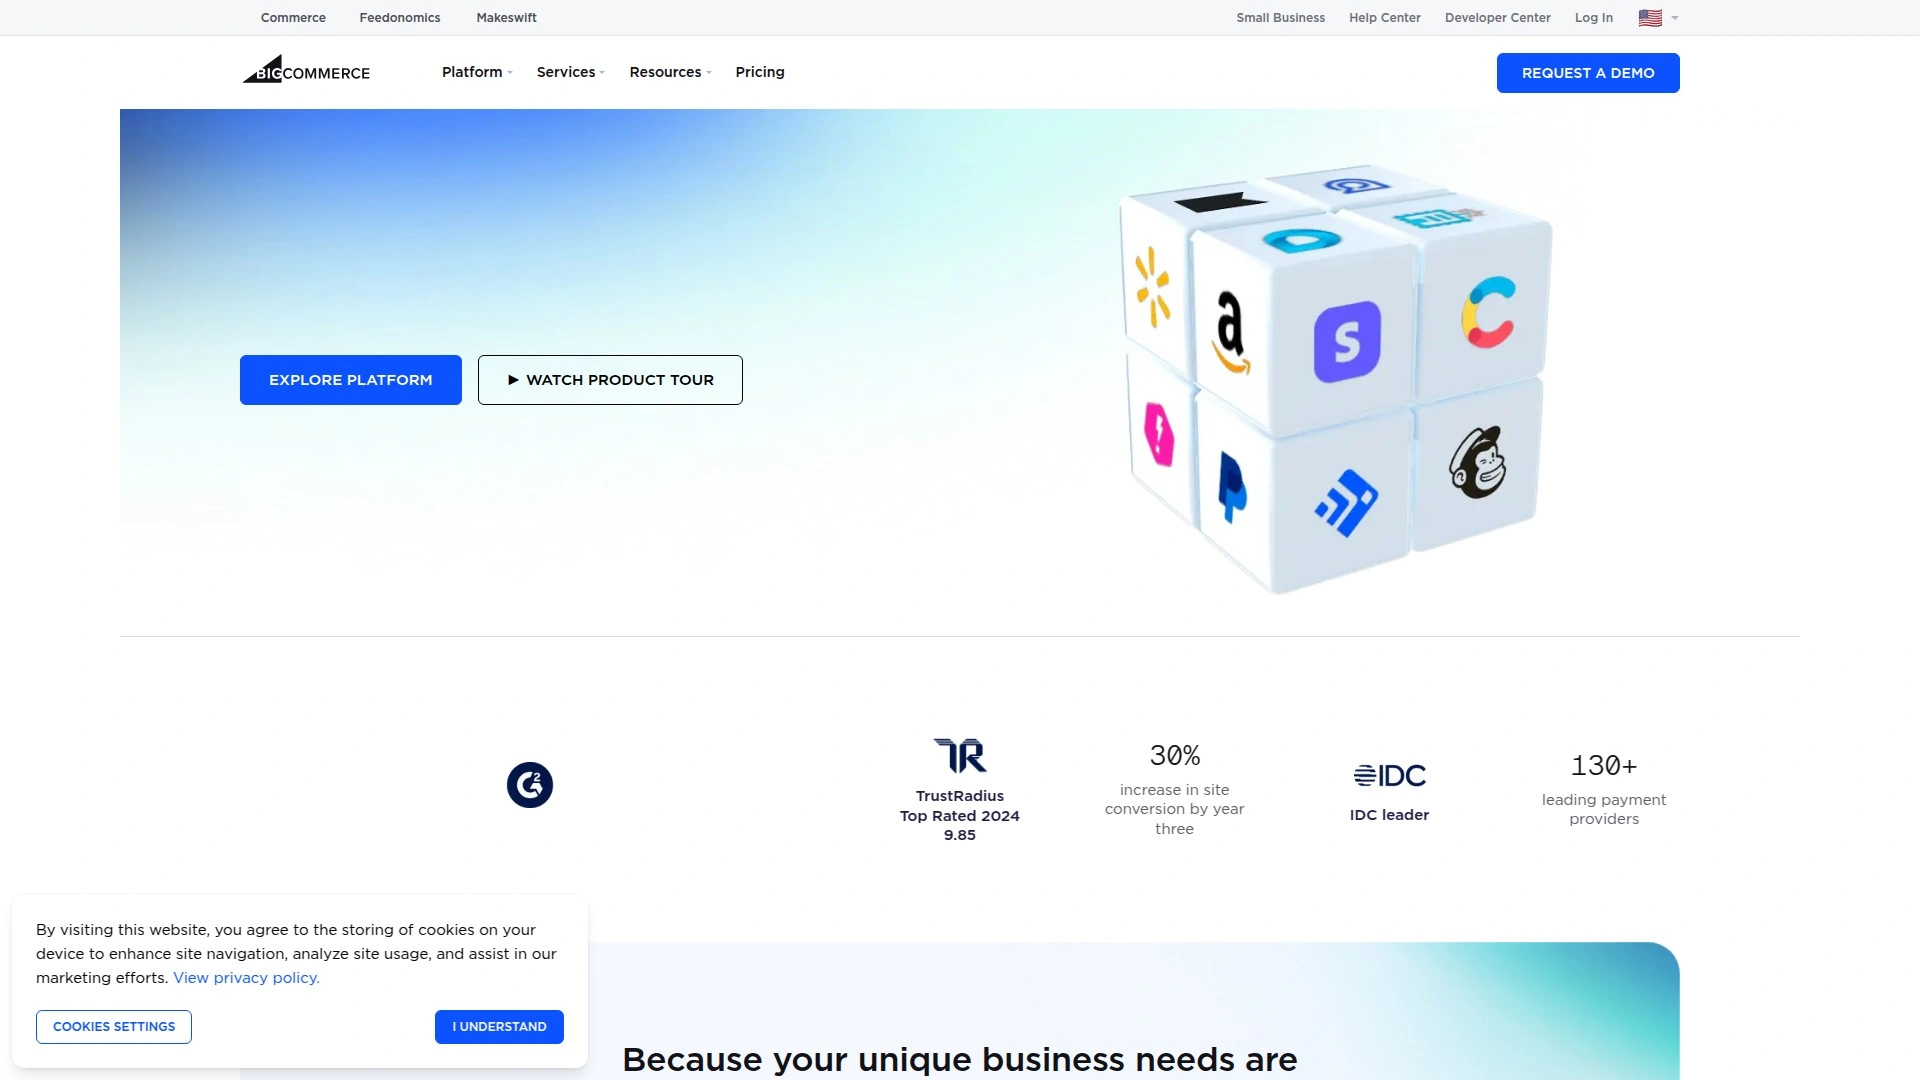 Commerce
Feedonomics
Makeswift
Small Business
Help Center
Developer Center
Log In
BIGCOMMERCE
Platform
Services
Resources
Pricing
REQUEST A DEMO
EXPLORE PLATFORM
WATCH PRODUCT TOUR
a
S
C
G2
TR
TrustRadius
Top Rated 2024
9.85
30%
increase in site
conversion by year
three
IDC
IDC leader
130+
leading payment
providers
By visiting this website, you agree to the storing of cookies on your
device to enhance site navigation, analyze site usage, and assist in our
marketing efforts. View privacy policy.
COOKIES SETTINGS
I UNDERSTAND
Because your unique business needs are